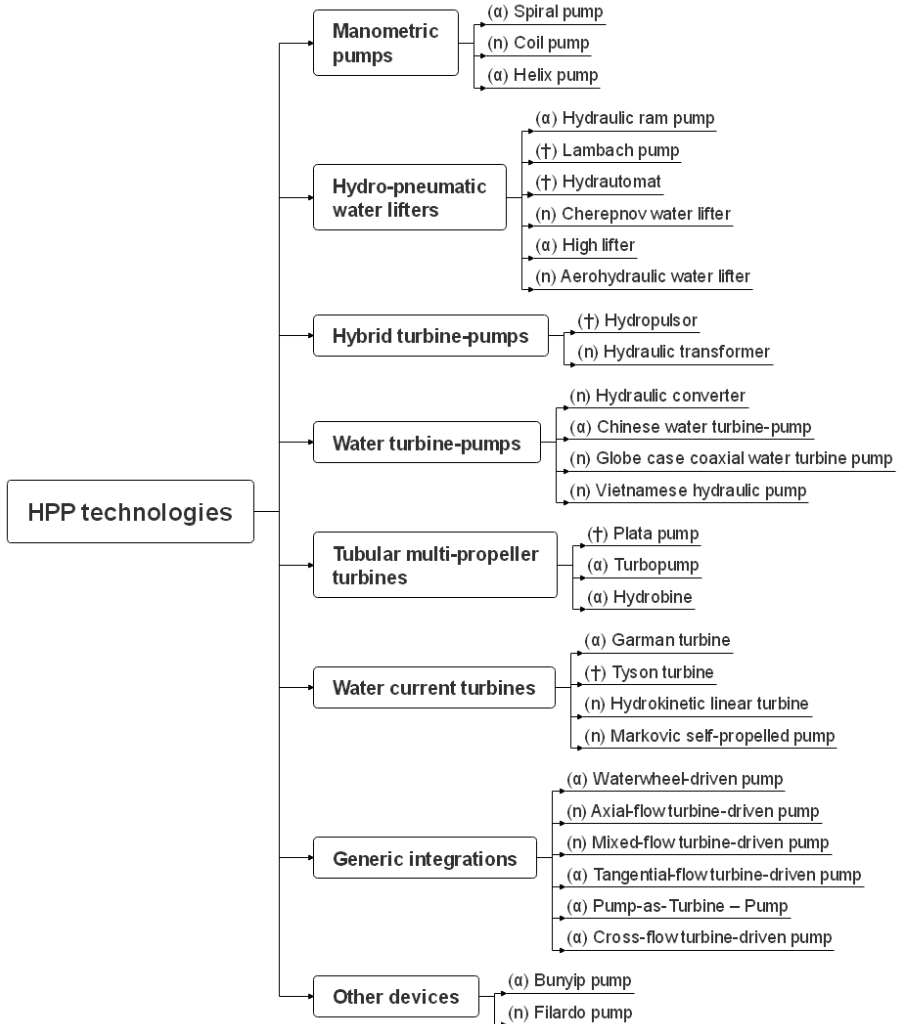 HPP technologies
Manometric
pumps
(α) Spiral pump
(n) Coil pump
(α) Helix pump
Hydro-pneumatic
water lifters
(α) Hydraulic ram pump
(†) Lambach pump
(†) Hydrautomat
(n) Cherepnov water lifter
(α) High lifter
(n) Aerohydraulic water lifter
Hybrid turbine-pumps
(†) Hydropulsor
(n) Hydraulic transformer
Water turbine-pumps
(n) Hydraulic converter
(α) Chinese water turbine-pump
(n) Globe case coaxial water turbine pump
(n) Vietnamese hydraulic pump
Tubular multi-propeller
turbines
(†) Plata pump
(α) Turbopump
(α) Hydrobine
Water current turbines
(α) Garman turbine
(†) Tyson turbine
(n) Hydrokinetic linear turbine
(n) Markovic self-propelled pump
Generic integrations
(α) Waterwheel-driven pump
(n) Axial-flow turbine-driven pump
(n) Mixed-flow turbine-driven pump
(α) Tangential-flow turbine-driven pump
(α) Pump-as-Turbine – Pump
(α) Cross-flow turbine-driven pump
Other devices
(α) Bunyip pump
(n) Filardo pump